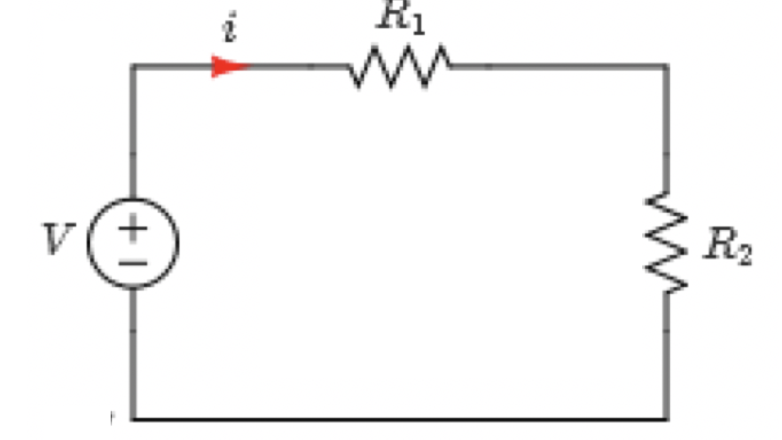 i
R₁
V
+
−
R₂